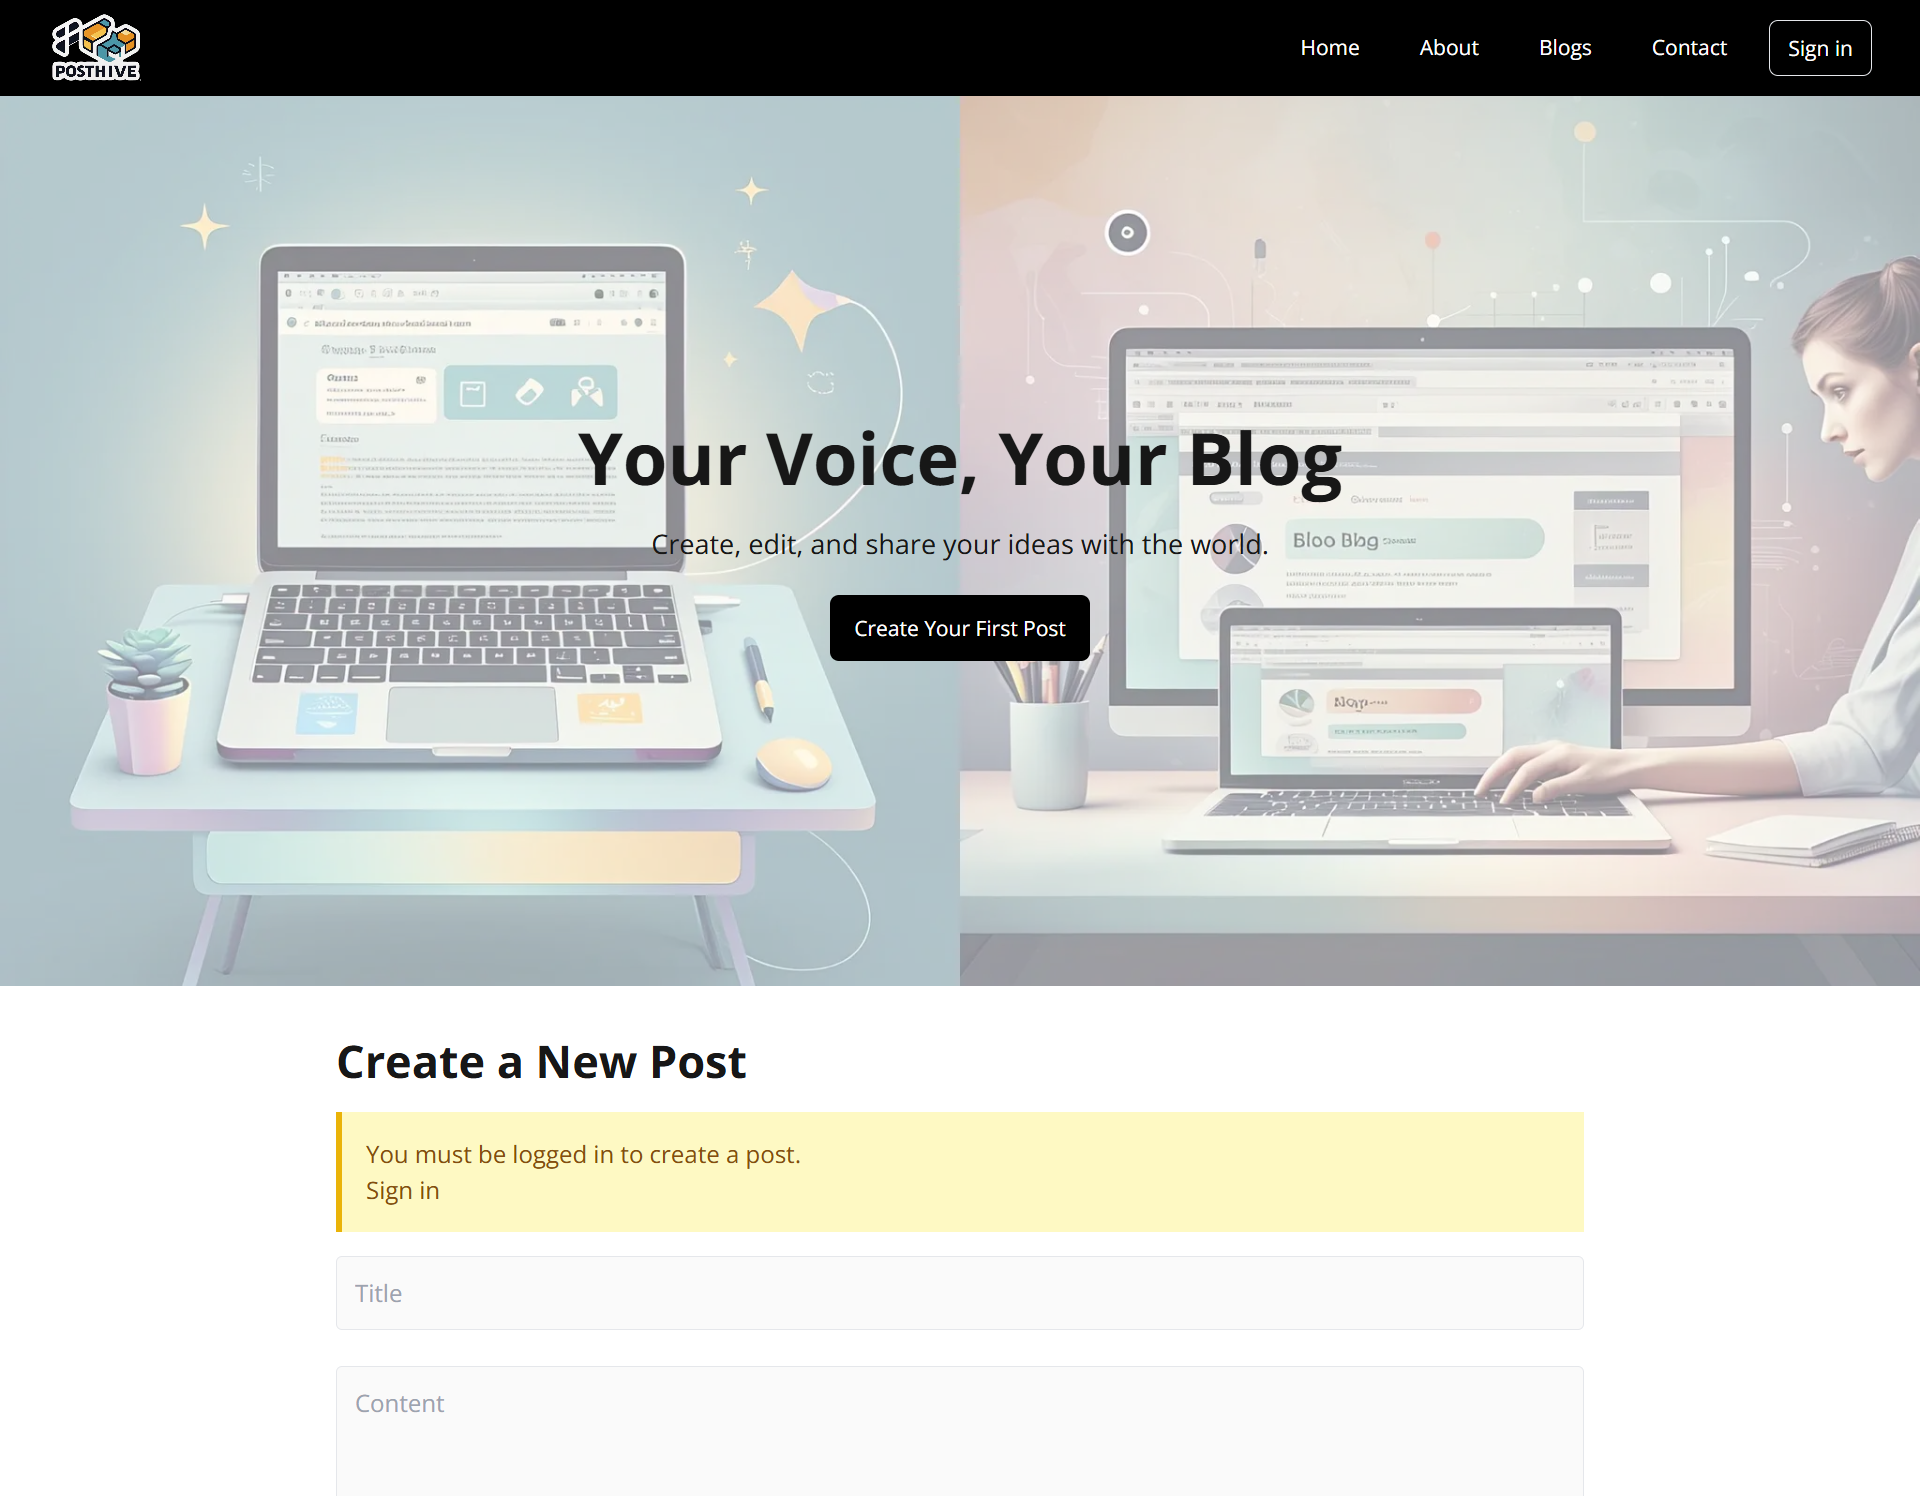 POSTHIVE
Home
About
Blogs
Contact
Sign in
Your Voice, Your Blog
Create, edit, and share your ideas with the world.
Bloo Bbg
Create Your First Post
Create a New Post
You must be logged in to create a post.
Sign in
Title
Content